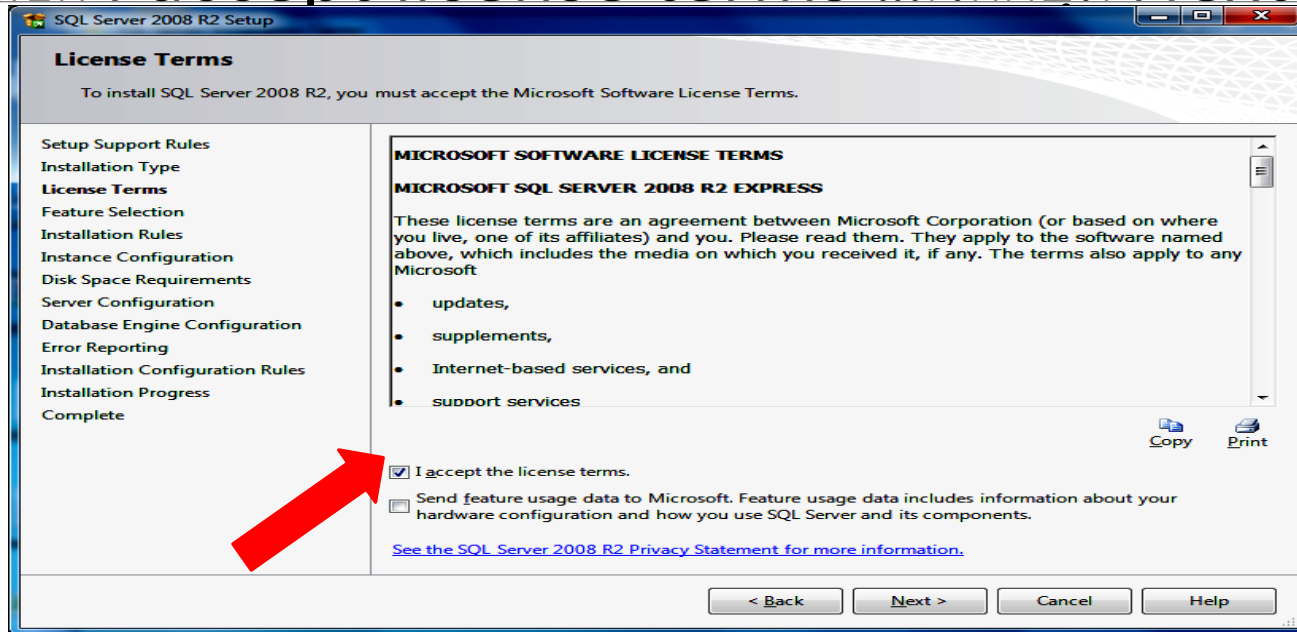 accept license terms
SQL Server 2008 R2 Setup
License Terms
To install SQL Server 2008 R2, you must accept the Microsoft Software License Terms.
Setup Support Rules
Installation Type
License Terms
Feature Selection
Installation Rules
Instance Configuration
Disk Space Requirements
Server Configuration
Database Engine Configuration
Error Reporting
Installation Configuration Rules
Installation Progress
Complete
MICROSOFT SOFTWARE LICENSE TERMS
MICROSOFT SQL SERVER 2008 R2 EXPRESS
These license terms are an agreement between Microsoft Corporation (or based on where
you live, one of its affiliates) and you. Please read them. They apply to the software named
above, which includes the media on which you received it, if any. The terms also apply to any
Microsoft
• updates,
• supplements,
• Internet-based services, and
• support services
Copy Print
I accept the license terms.
Send feature usage data to Microsoft. Feature usage data includes information about your
hardware configuration and how you use SQL Server and its components.
See the SQL Server 2008 R2 Privacy Statement for more information.
< Back Next > Cancel Help